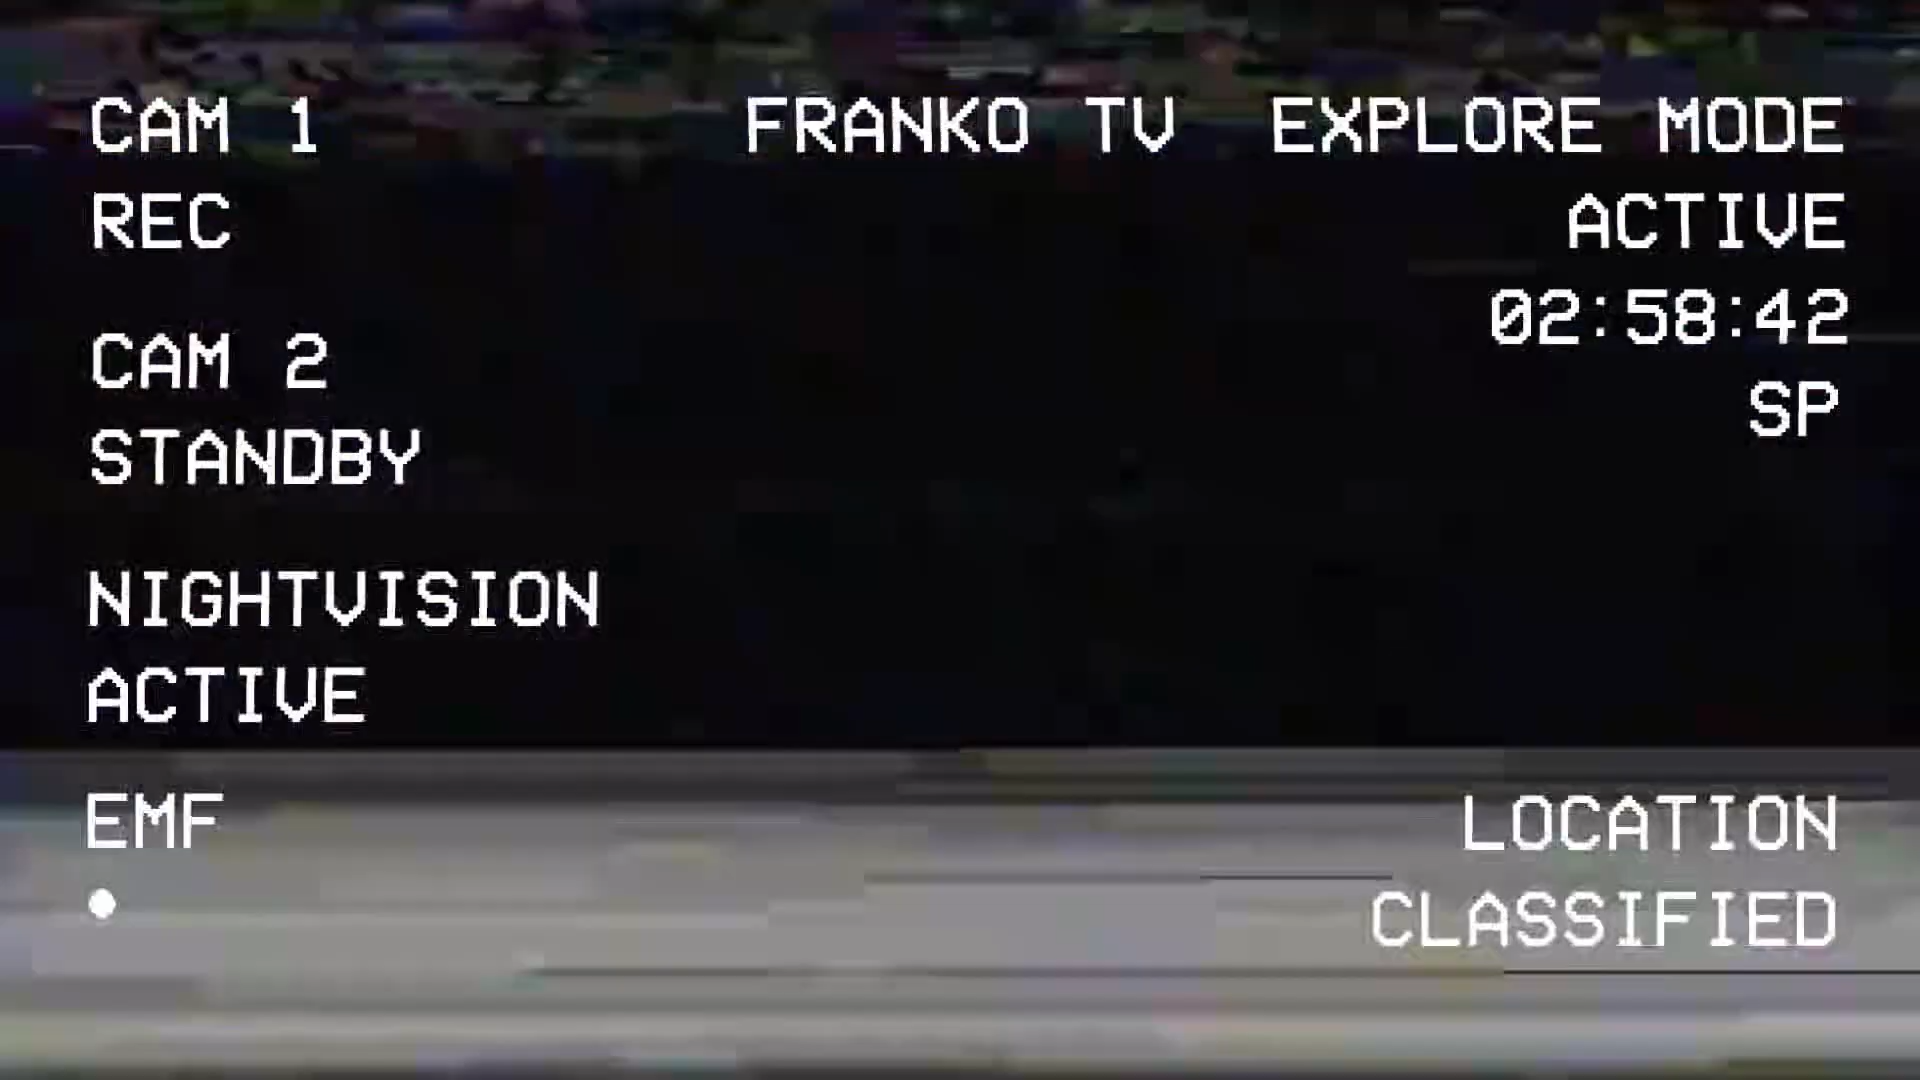 CAM 1
REC
CAM 2
STANDBY
NIGHTVISION
ACTIVE
EMF
FRANKO TV EXPLORE MODE
ACTIVE
02:58:42
SP
LOCATION
CLASSIFIED